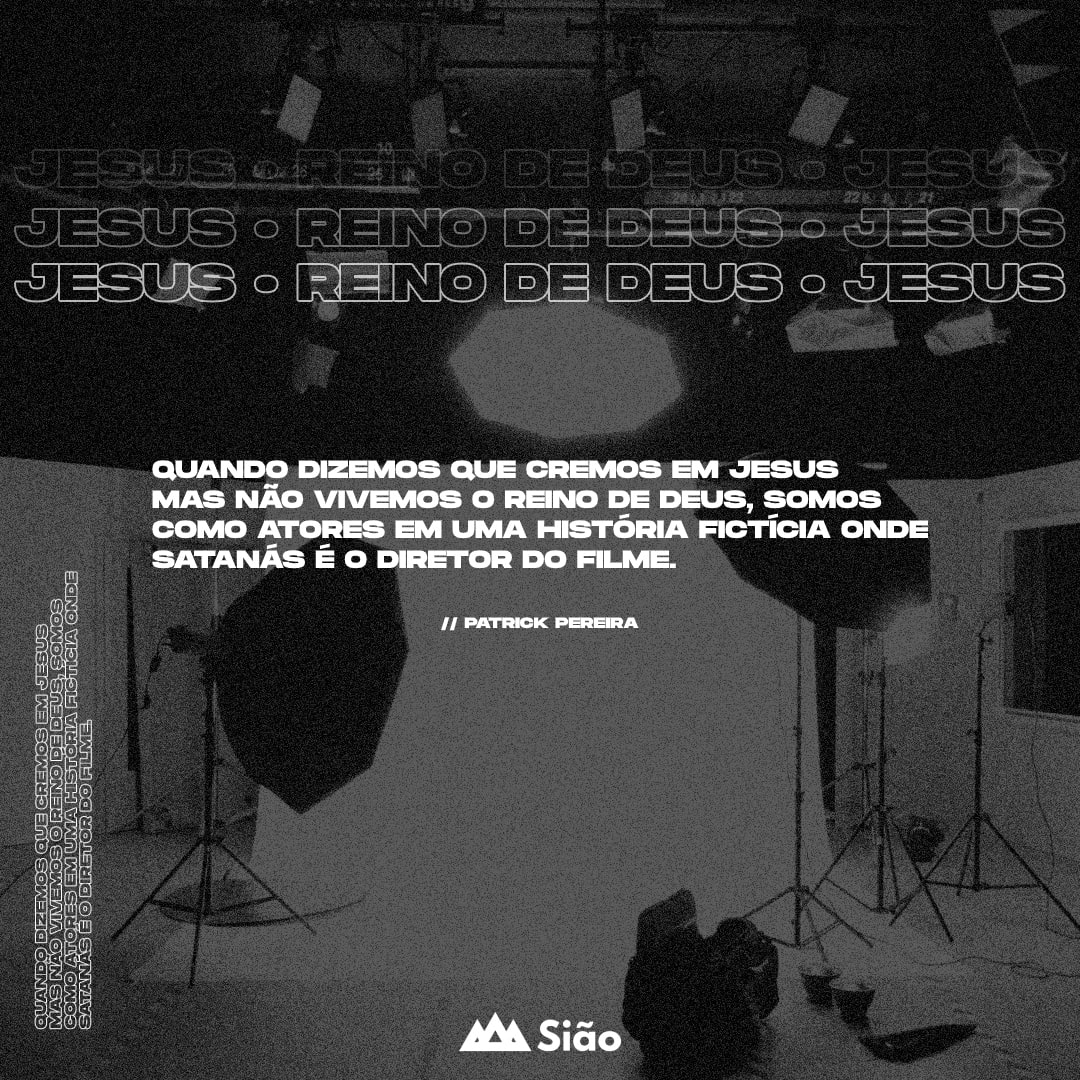 JESUS • REINO DE DEUS • JESUS
JESUS • REINO DE DEUS • JESUS
JESUS • REINO DE DEUS • JESUS
QUANDO DIZEMOS QUE CREMOS EM JESUS
MAS NÃO VIVEMOS O REINO DE DEUS, SOMOS
COMO ATORES EM UMA HISTÓRIA FICTÍCIA ONDE
SATANÁS É O DIRETOR DO FILME.
// PATRICK PEREIRA
QUANDO DIZEMOS QUE CREMOS EM JESUS
MAS NÃO VIVEMOS O REINO DE DEUS, SOMOS
COMO ATORES EM UMA HISTÓRIA FICTÍCIA ONDE
SATANÁS É O DIRETOR DO FILME.
Sião